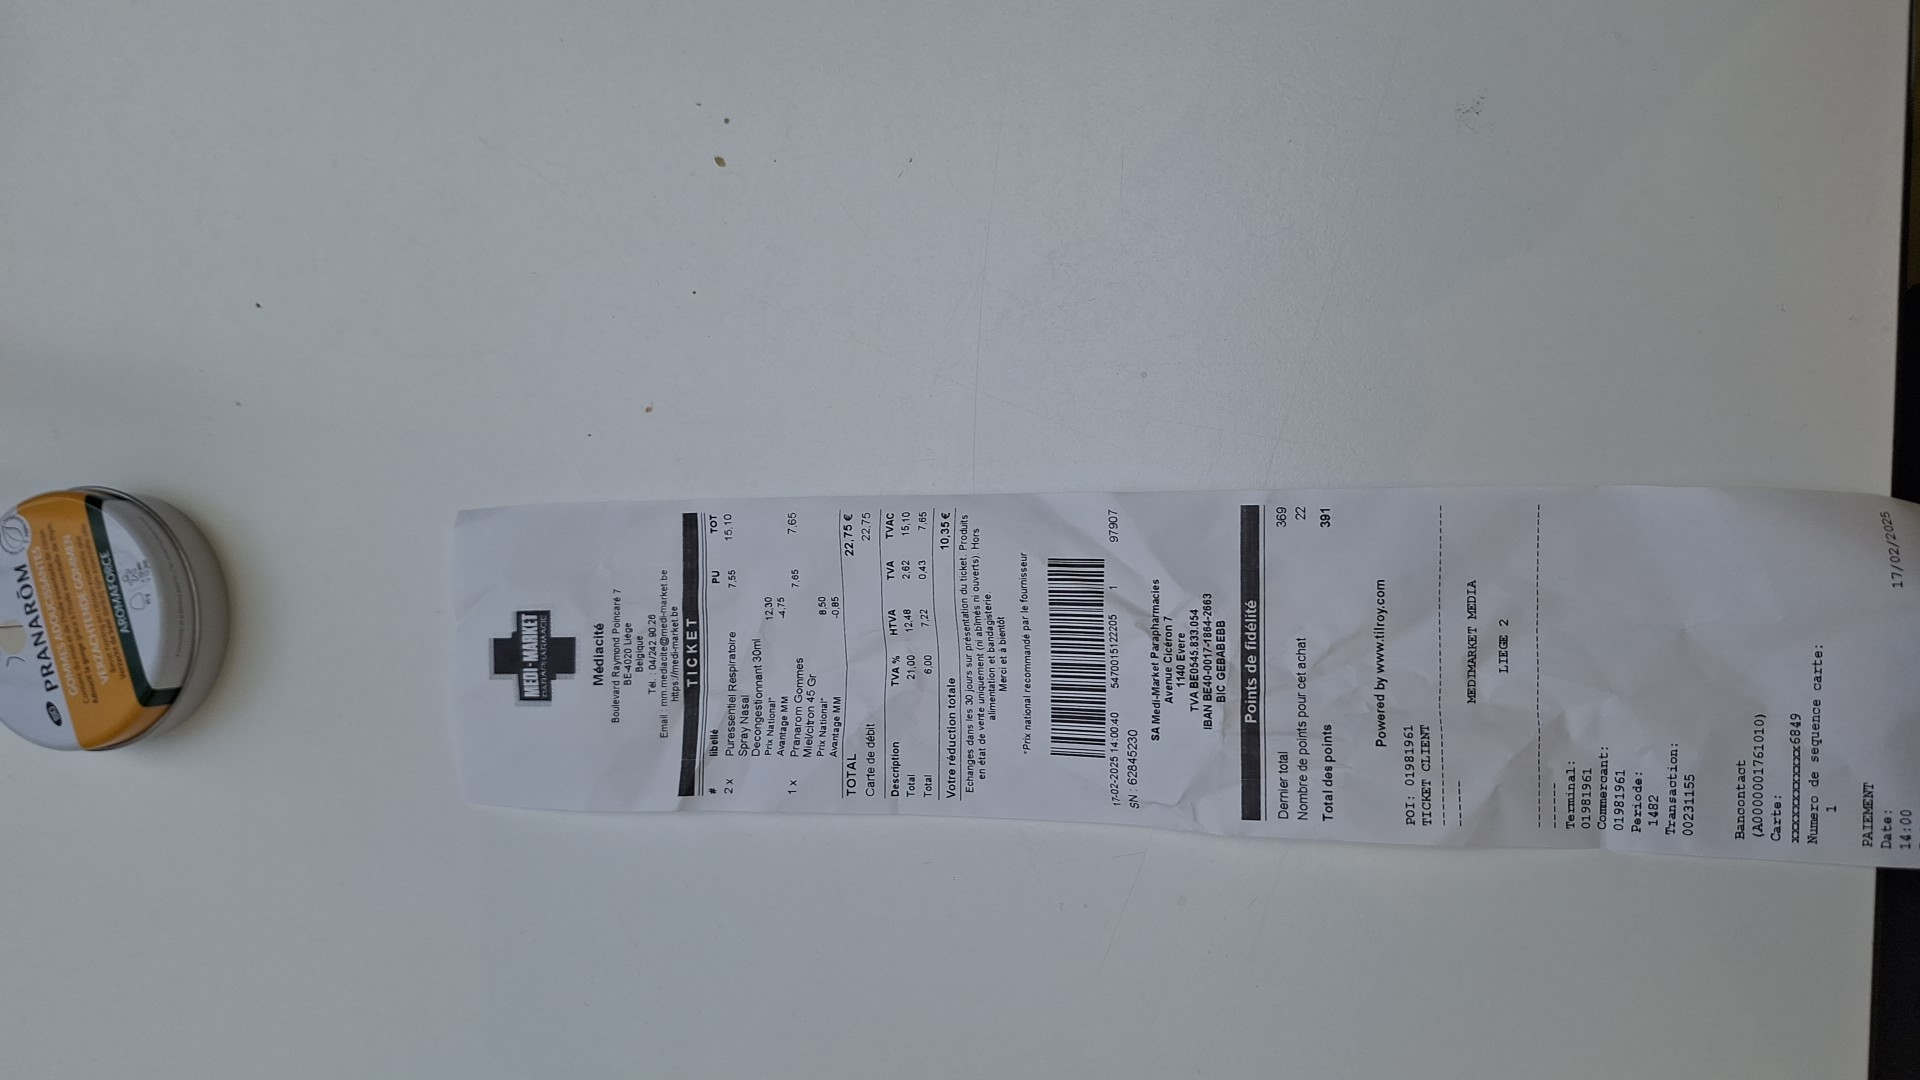 PRANARÔM
GOMMES ADOUCISSANTES
VERZACHTENDE GOMMEN
AROMAFORCE
MEDI-MARKET
PARAPHARMACIE
Médiacité
Boulevard Raymond Poincaré 7
BE-4020 Liège
Belgique
Tél. : 04/242.90.26
Email : mm.mediacite@medi-market.be
https://medi-market.be
TICKET
# libellé PU TOT
2 x Puressentiel Respiratoire 7,55 15,10
Spray Nasal
Decongestionnant 30ml
Prix National* 12,30
Avantage MM -4,75
1 x Pranarom Gommes 7,65 7,65
Miel/citron 45 Gr
Prix National* 8,50
Avantage MM -0,85
TOTAL 22,75 €
Carte de débit 22,75
Description TVA % HTVA TVA TVAC
Total 21,00 12,48 2,62 15,10
Total 6,00 7,22 0,43 7,65
Votre réduction totale 10,35 €
Echanges dans les 30 jours sur présentation du ticket. Produits
en état de vente uniquement (ni abîmés ni ouverts). Hors
alimentation et bandagisterie.
Merci et à bientôt
*Prix national recommandé par le fournisseur
17-02-2025 14:00:40 5470015122205 1 97907
SN : 62845230
SA Medi-Market Parapharmacies
Avenue Cicéron 7
1140 Evere
TVA BE0545.833.054
IBAN BE40-0017-1864-2663
BIC GEBABEBB
Points de fidélité
Dernier total 369
Nombre de points pour cet achat 22
Total des points 391
Powered by www.tilroy.com
POI: 01981961
TICKET CLIENT
MEDIMARKET MEDIA
LIEGE 2
Terminal:
01981961
Commercant:
01981961
Periode:
1482
Transaction:
00231155
Bancontact
(A0000001761010)
Carte:
xxxxxxxxxxxxx6849
Numero de sequence carte:
1
PAIEMENT
Date: 17/02/2025
14:00